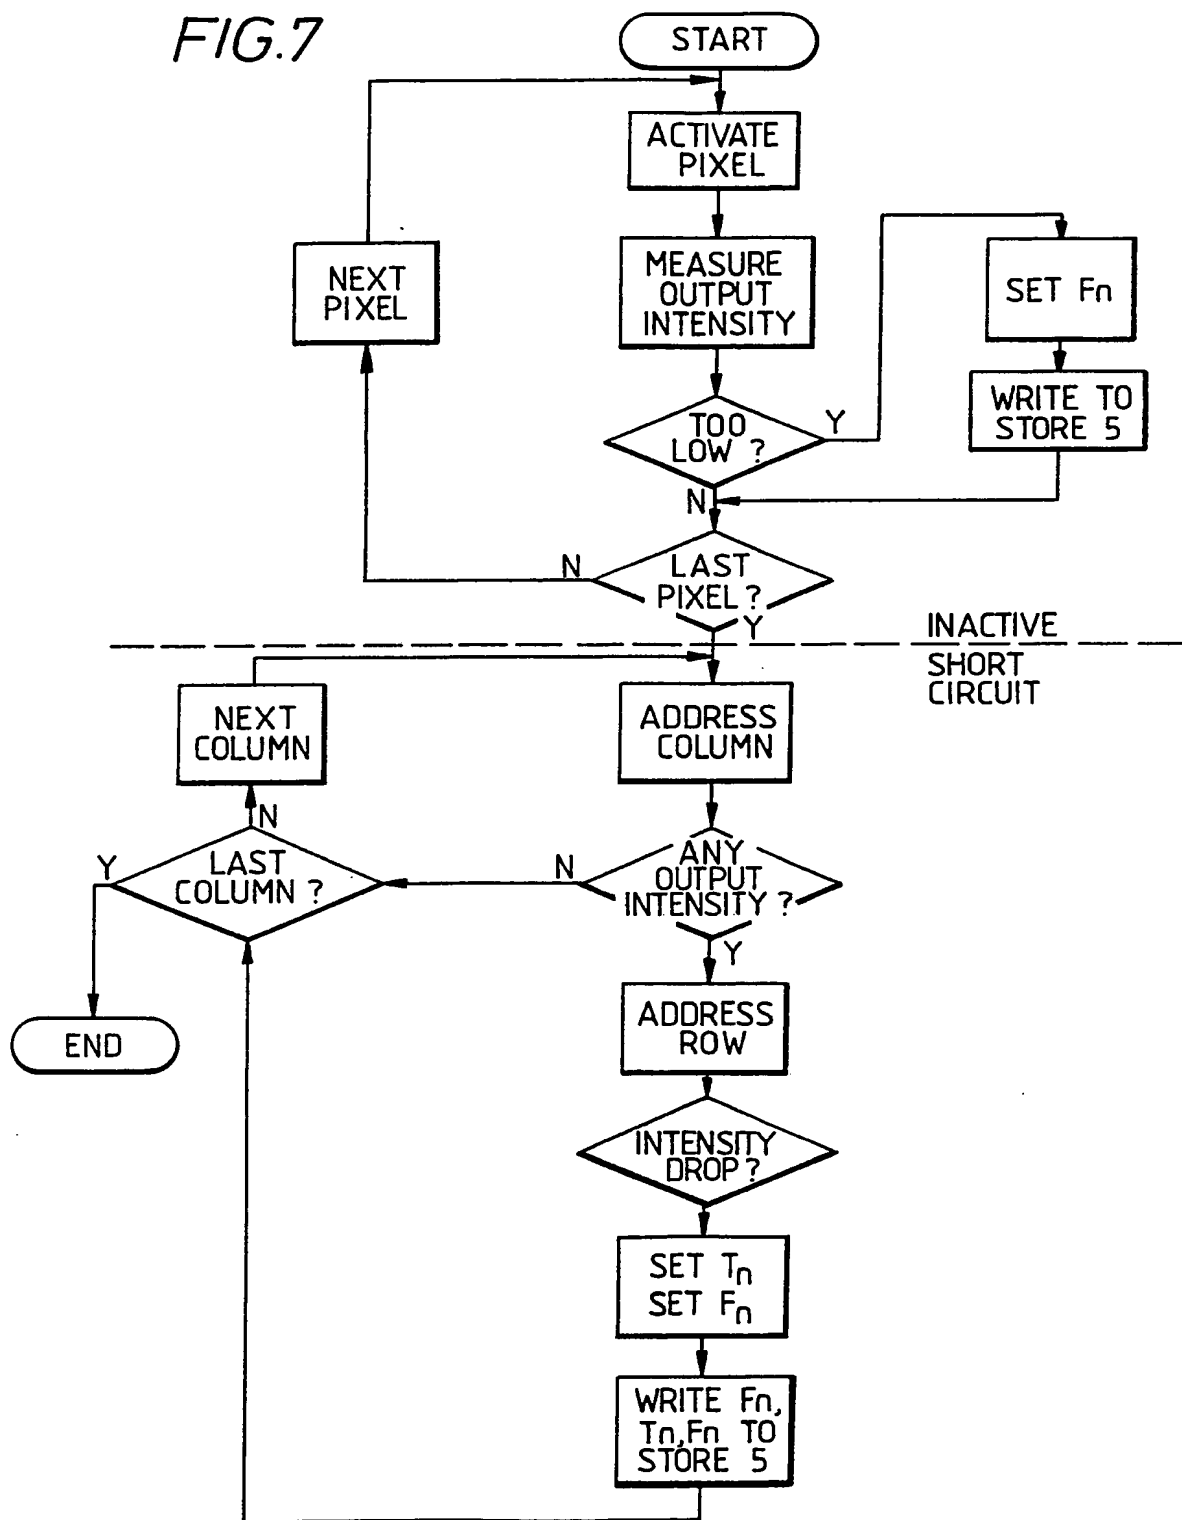 FIG.7
START
ACTIVATE
PIXEL
MEASURE
OUTPUT
INTENSITY
NEXT
PIXEL
SET Fn
WRITE TO
STORE 5
TOO
LOW ?
Y
N
LAST
PIXEL?
N
Y
INACTIVE
SHORT
CIRCUIT
NEXT
COLUMN
ADDRESS
COLUMN
N
LAST
COLUMN ?
Y
N
ANY
OUTPUT
INTENSITY ?
Y
END
ADDRESS
ROW
INTENSITY
DROP?
SET Tn
SET Fn
WRITE Fn,
Tn,Fn TO
STORE 5